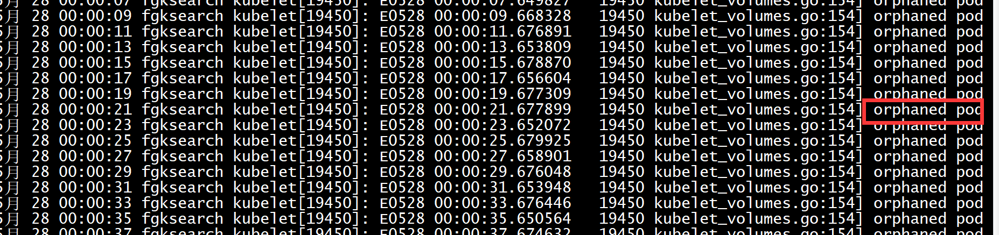 5月 28 00:00:07 fgksearch kubelet[19450]: E0528 00:00:07.649827   19450 kubelet_volumes.go:154] orphaned pod
5月 28 00:00:09 fgksearch kubelet[19450]: E0528 00:00:09.668328   19450 kubelet_volumes.go:154] orphaned pod
5月 28 00:00:11 fgksearch kubelet[19450]: E0528 00:00:11.676891   19450 kubelet_volumes.go:154] orphaned pod
5月 28 00:00:13 fgksearch kubelet[19450]: E0528 00:00:13.653809   19450 kubelet_volumes.go:154] orphaned pod
5月 28 00:00:15 fgksearch kubelet[19450]: E0528 00:00:15.678870   19450 kubelet_volumes.go:154] orphaned pod
5月 28 00:00:17 fgksearch kubelet[19450]: E0528 00:00:17.656604   19450 kubelet_volumes.go:154] orphaned pod
5月 28 00:00:19 fgksearch kubelet[19450]: E0528 00:00:19.677309   19450 kubelet_volumes.go:154] orphaned pod
5月 28 00:00:21 fgksearch kubelet[19450]: E0528 00:00:21.677899   19450 kubelet_volumes.go:154] orphaned pod
5月 28 00:00:23 fgksearch kubelet[19450]: E0528 00:00:23.652072   19450 kubelet_volumes.go:154] orphaned pod
5月 28 00:00:25 fgksearch kubelet[19450]: E0528 00:00:25.679925   19450 kubelet_volumes.go:154] orphaned pod
5月 28 00:00:27 fgksearch kubelet[19450]: E0528 00:00:27.658901   19450 kubelet_volumes.go:154] orphaned pod
5月 28 00:00:29 fgksearch kubelet[19450]: E0528 00:00:29.676048   19450 kubelet_volumes.go:154] orphaned pod
5月 28 00:00:31 fgksearch kubelet[19450]: E0528 00:00:31.653948   19450 kubelet_volumes.go:154] orphaned pod
5月 28 00:00:33 fgksearch kubelet[19450]: E0528 00:00:33.676446   19450 kubelet_volumes.go:154] orphaned pod
5月 28 00:00:35 fgksearch kubelet[19450]: E0528 00:00:35.650564   19450 kubelet_volumes.go:154] orphaned pod
5月 28 00:00:37 fgksearch kubelet[19450]: E0528 00:00:37.674632   19450 kubelet_volumes.go:154] orphaned pod